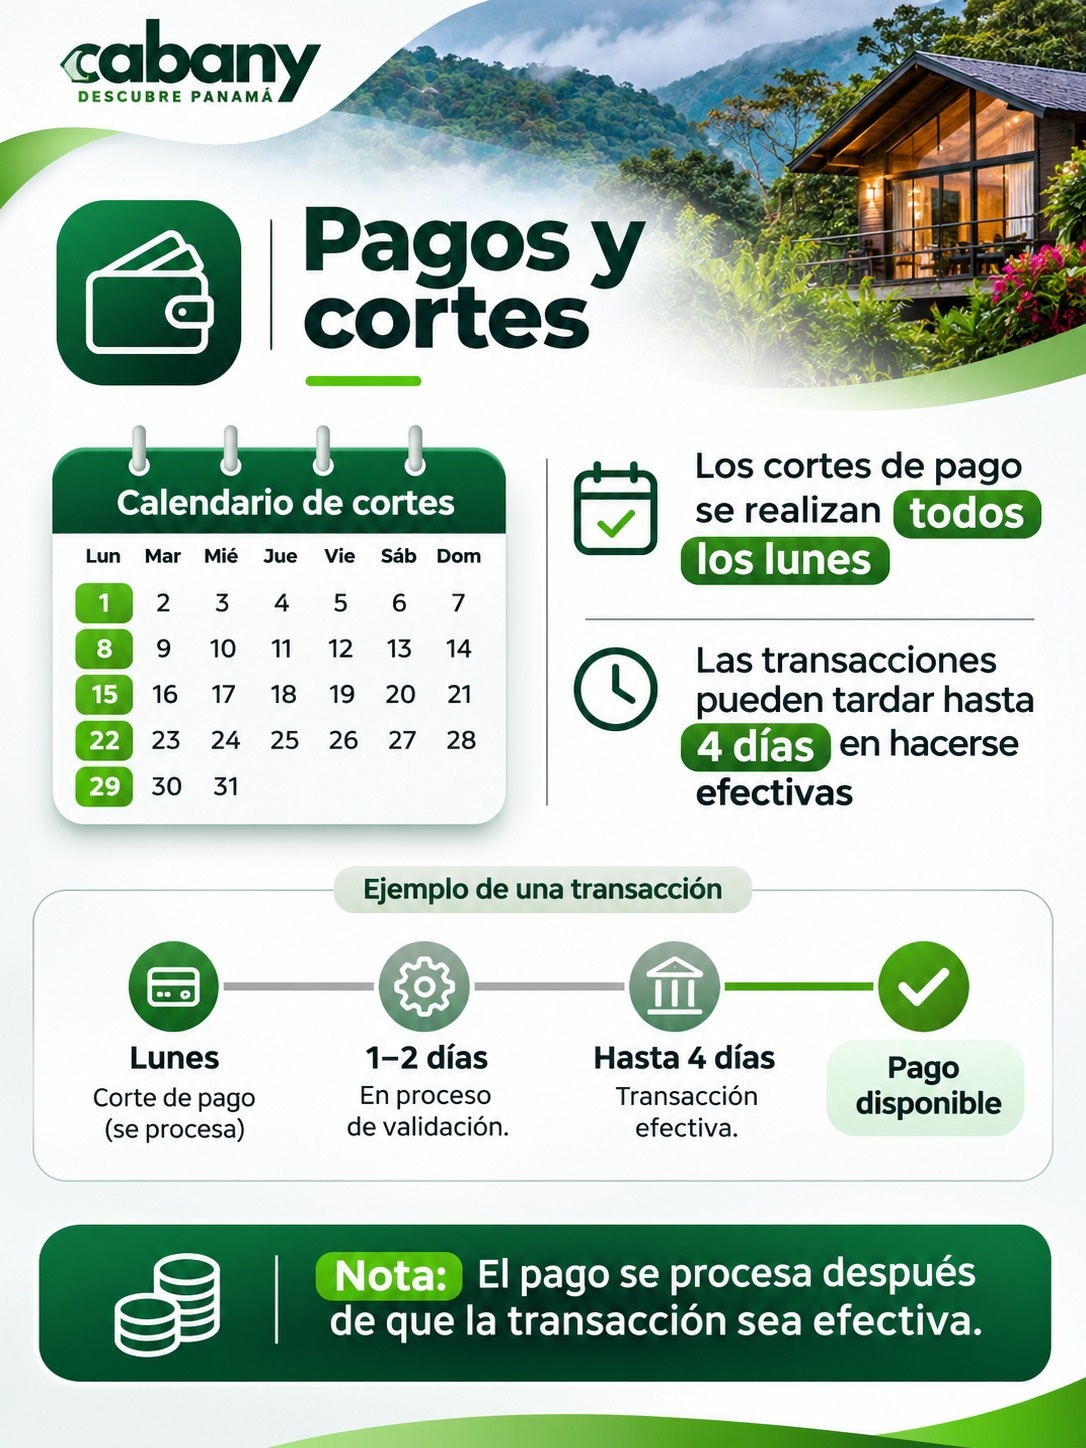 cabany
DESCUBRE PANAMÁ
Pagos y
cortes
Calendario de cortes
Lun Mar Mié Jue Vie Sáb Dom
1 2 3 4 5 6 7
8 9 10 11 12 13 14
15 16 17 18 19 20 21
22 23 24 25 26 27 28
29 30 31
Los cortes de pago
se realizan todos
los lunes
Las transacciones
pueden tardar hasta
4 días en hacerse
efectivas
Ejemplo de una transacción
Lunes
Corte de pago
(se procesa)
1–2 días
En proceso
de validación.
Hasta 4 días
Transacción
efectiva.
Pago
disponible
Nota: El pago se procesa después
de que la transacción sea efectiva.